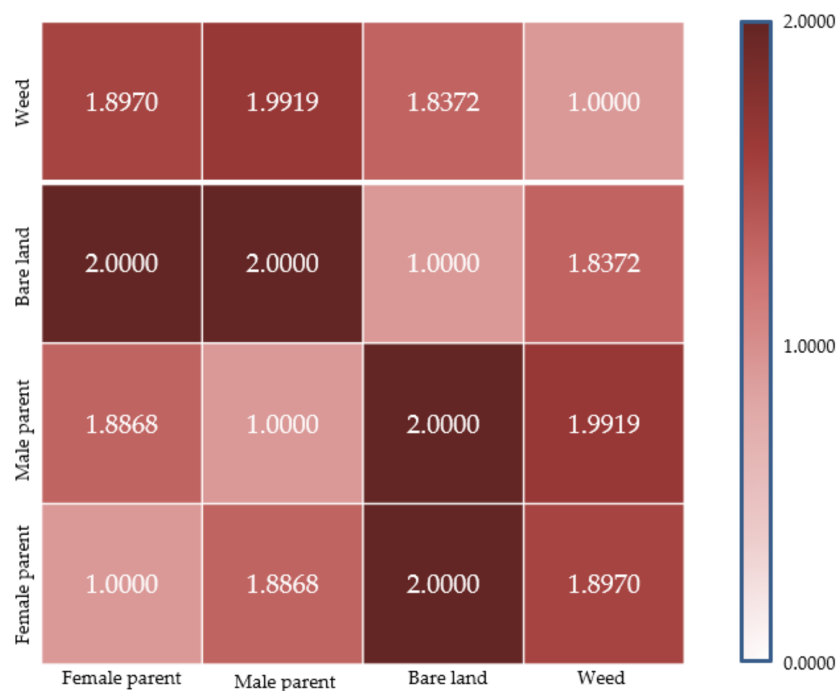 2.0000
Weed
1.8970 1.9919 1.8372 1.0000
Bare land
2.0000 2.0000 1.0000 1.8372
1.0000
Male parent
1.8868 1.0000 2.0000 1.9919
Female parent
1.0000 1.8868 2.0000 1.8970
0.0000
Female parent Male parent Bare land Weed